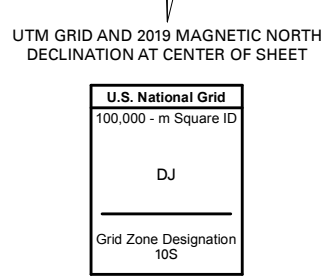 UTM GRID AND 2019 MAGNETIC NORTH
DECLINATION AT CENTER OF SHEET
U.S. National Grid
100,000 - m Square ID
DJ
Grid Zone Designation
10S